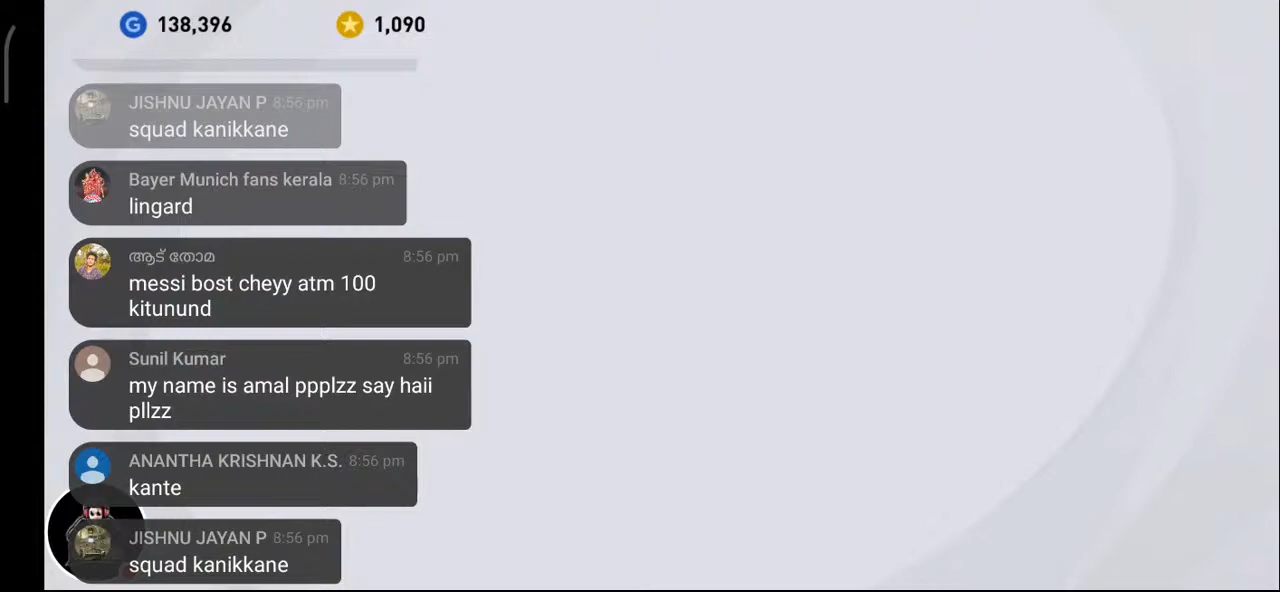 G 138,396 1,090
JISHNU JAYAN P 8:56 pm
squad kanikkane
Bayer Munich fans kerala 8:56 pm
lingard
ആട് തോമ 8:56 pm
messi bost cheyy atm 100
kitunund
Sunil Kumar 8:56 pm
my name is amal ppplzz say haii
pllzz
ANANTHA KRISHNAN K.S. 8:56 pm
kante
JISHNU JAYAN P 8:56 pm
squad kanikkane